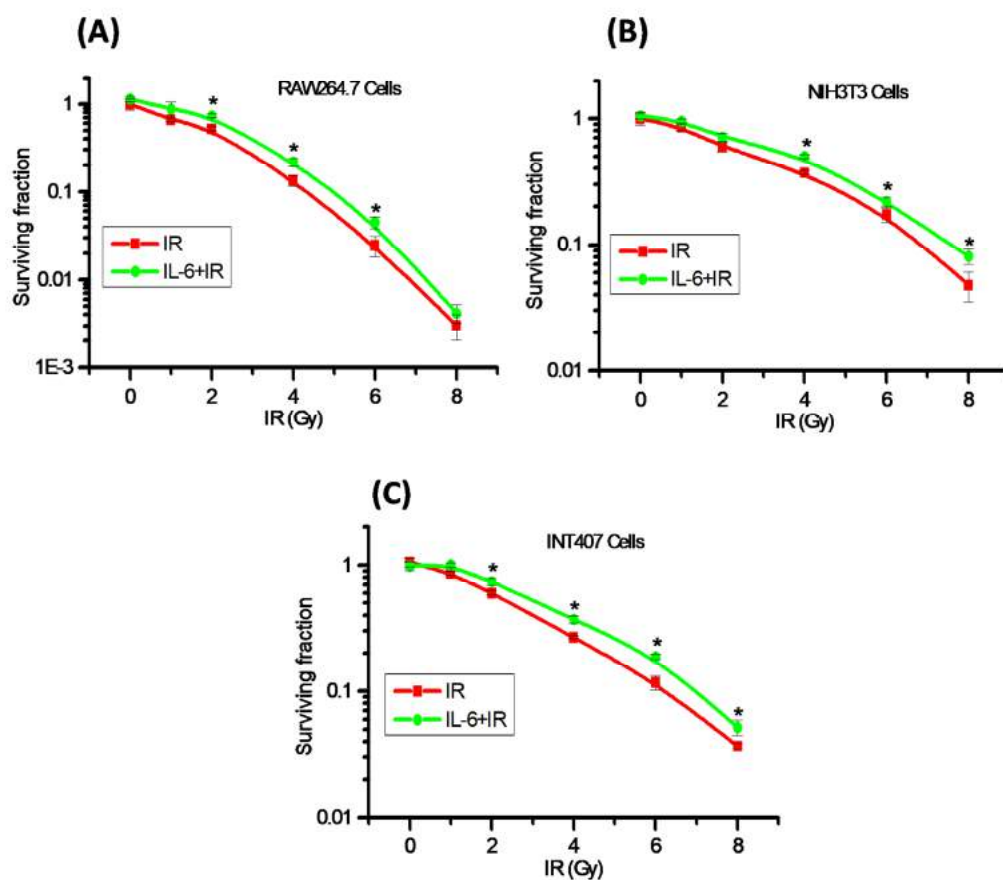 (A)
RAW264.7 Cells
*
*
*
1
0.1
0.01
1E-3
Surviving fraction
IR
IL-6+IR
0 2 4 6 8
IR (Gy)
(B)
NIH3T3 Cells
*
*
*
1
0.1
0.01
Surviving fraction
IR
IL-6+IR
0 2 4 6 8
IR (Gy)
(C)
INT407 Cells
*
*
*
*
1
0.1
0.01
Surviving fraction
IR
IL-6+IR
0 2 4 6 8
IR (Gy)